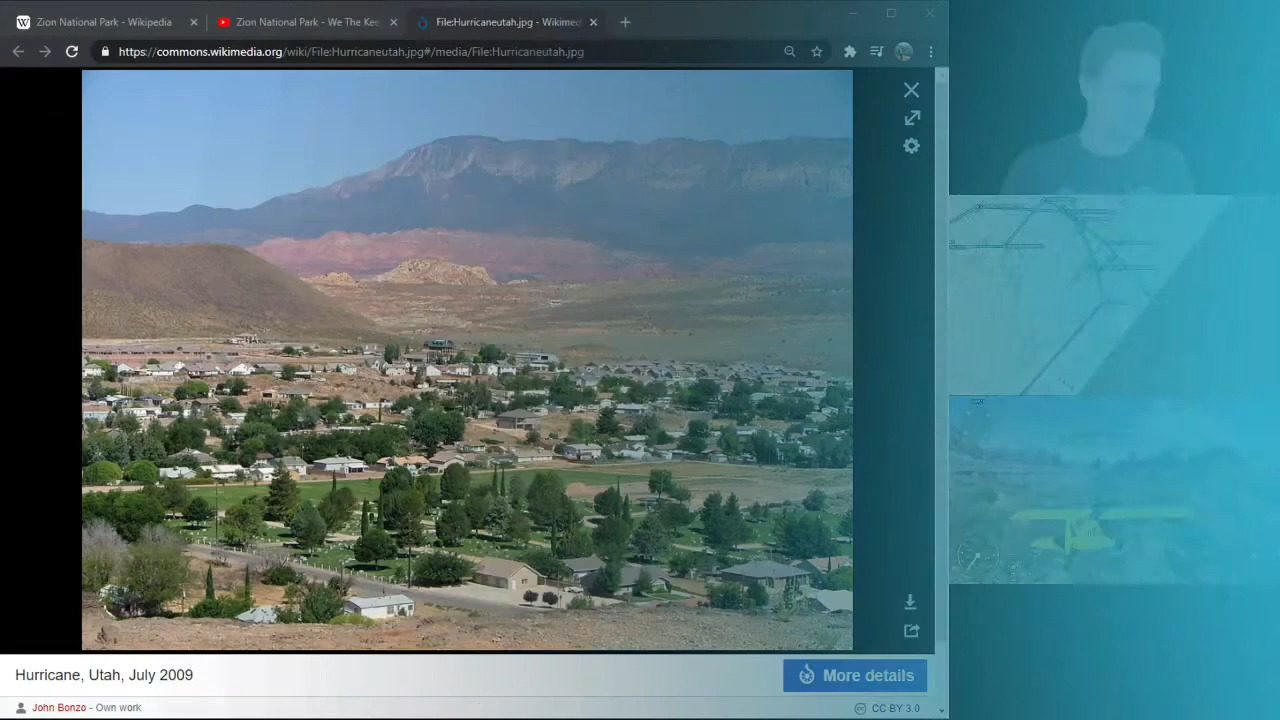 Zion National Park - Wikipedia
Zion National Park - We The Kee
File:Hurricaneutah.jpg - Wikimed
https://commons.wikimedia.org/wiki/File:Hurricaneutah.jpg#/media/File:Hurricaneutah.jpg
Hurricane, Utah, July 2009
More details
John Bonzo - Own work
CC BY 3.0